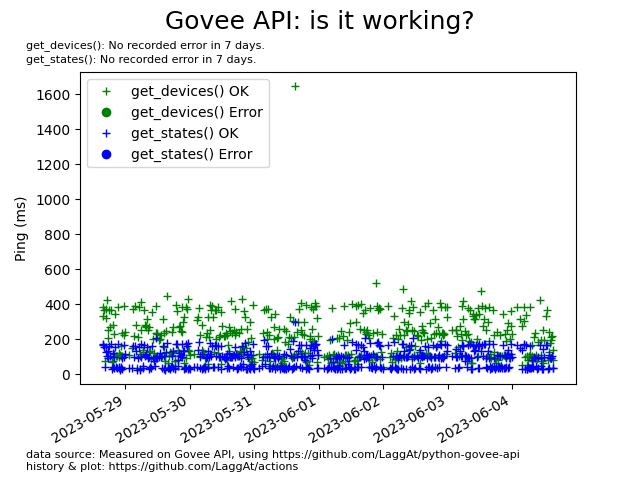 Govee API: is it working?
get_devices(): No recorded error in 7 days.
get_states(): No recorded error in 7 days.
get_devices() OK
get_devices() Error
get_states() OK
get_states() Error
Ping (ms)
1600
1400
1200
1000
800
600
400
200
0
2023-05-29
2023-05-30
2023-05-31
2023-06-01
2023-06-02
2023-06-03
2023-06-04
data source: Measured on Govee API, using https://github.com/LaggAt/python-govee-api
history & plot: https://github.com/LaggAt/actions